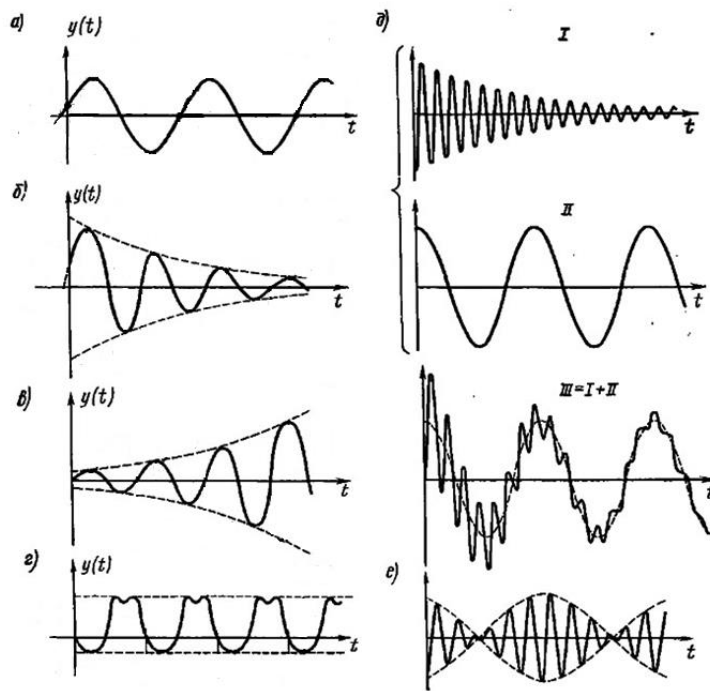 а)
y(t)
t
б)
y(t)
t
в)
y(t)
t
г)
y(t)
t
д)
I
t
II
t
III=I+II
t
е)
t